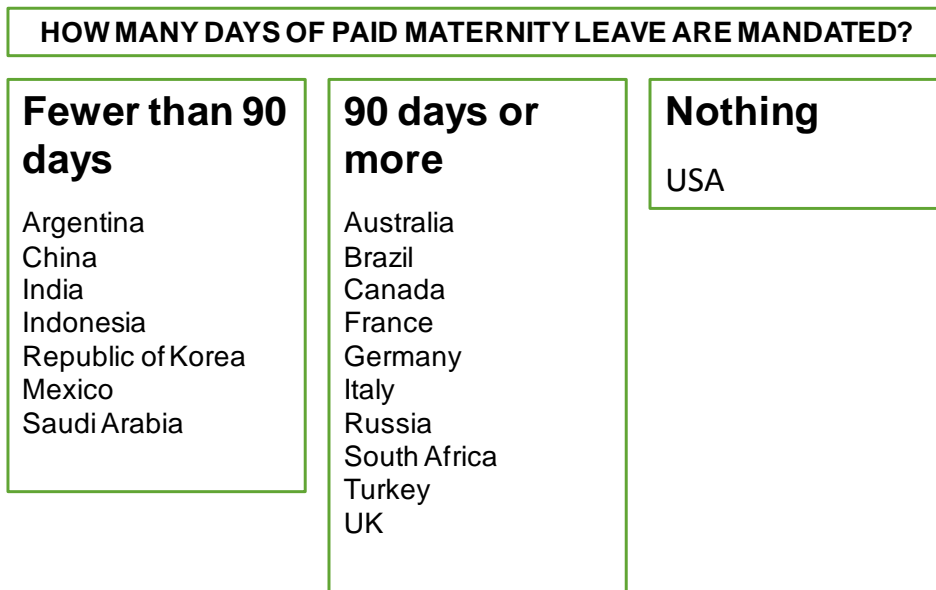 HOW MANY DAYS OF PAID MATERNITY LEAVE ARE MANDATED?
Fewer than 90
days
Argentina
China
India
Indonesia
Republic of Korea
Mexico
Saudi Arabia
90 days or
more
Australia
Brazil
Canada
France
Germany
Italy
Russia
South Africa
Turkey
UK
Nothing
USA